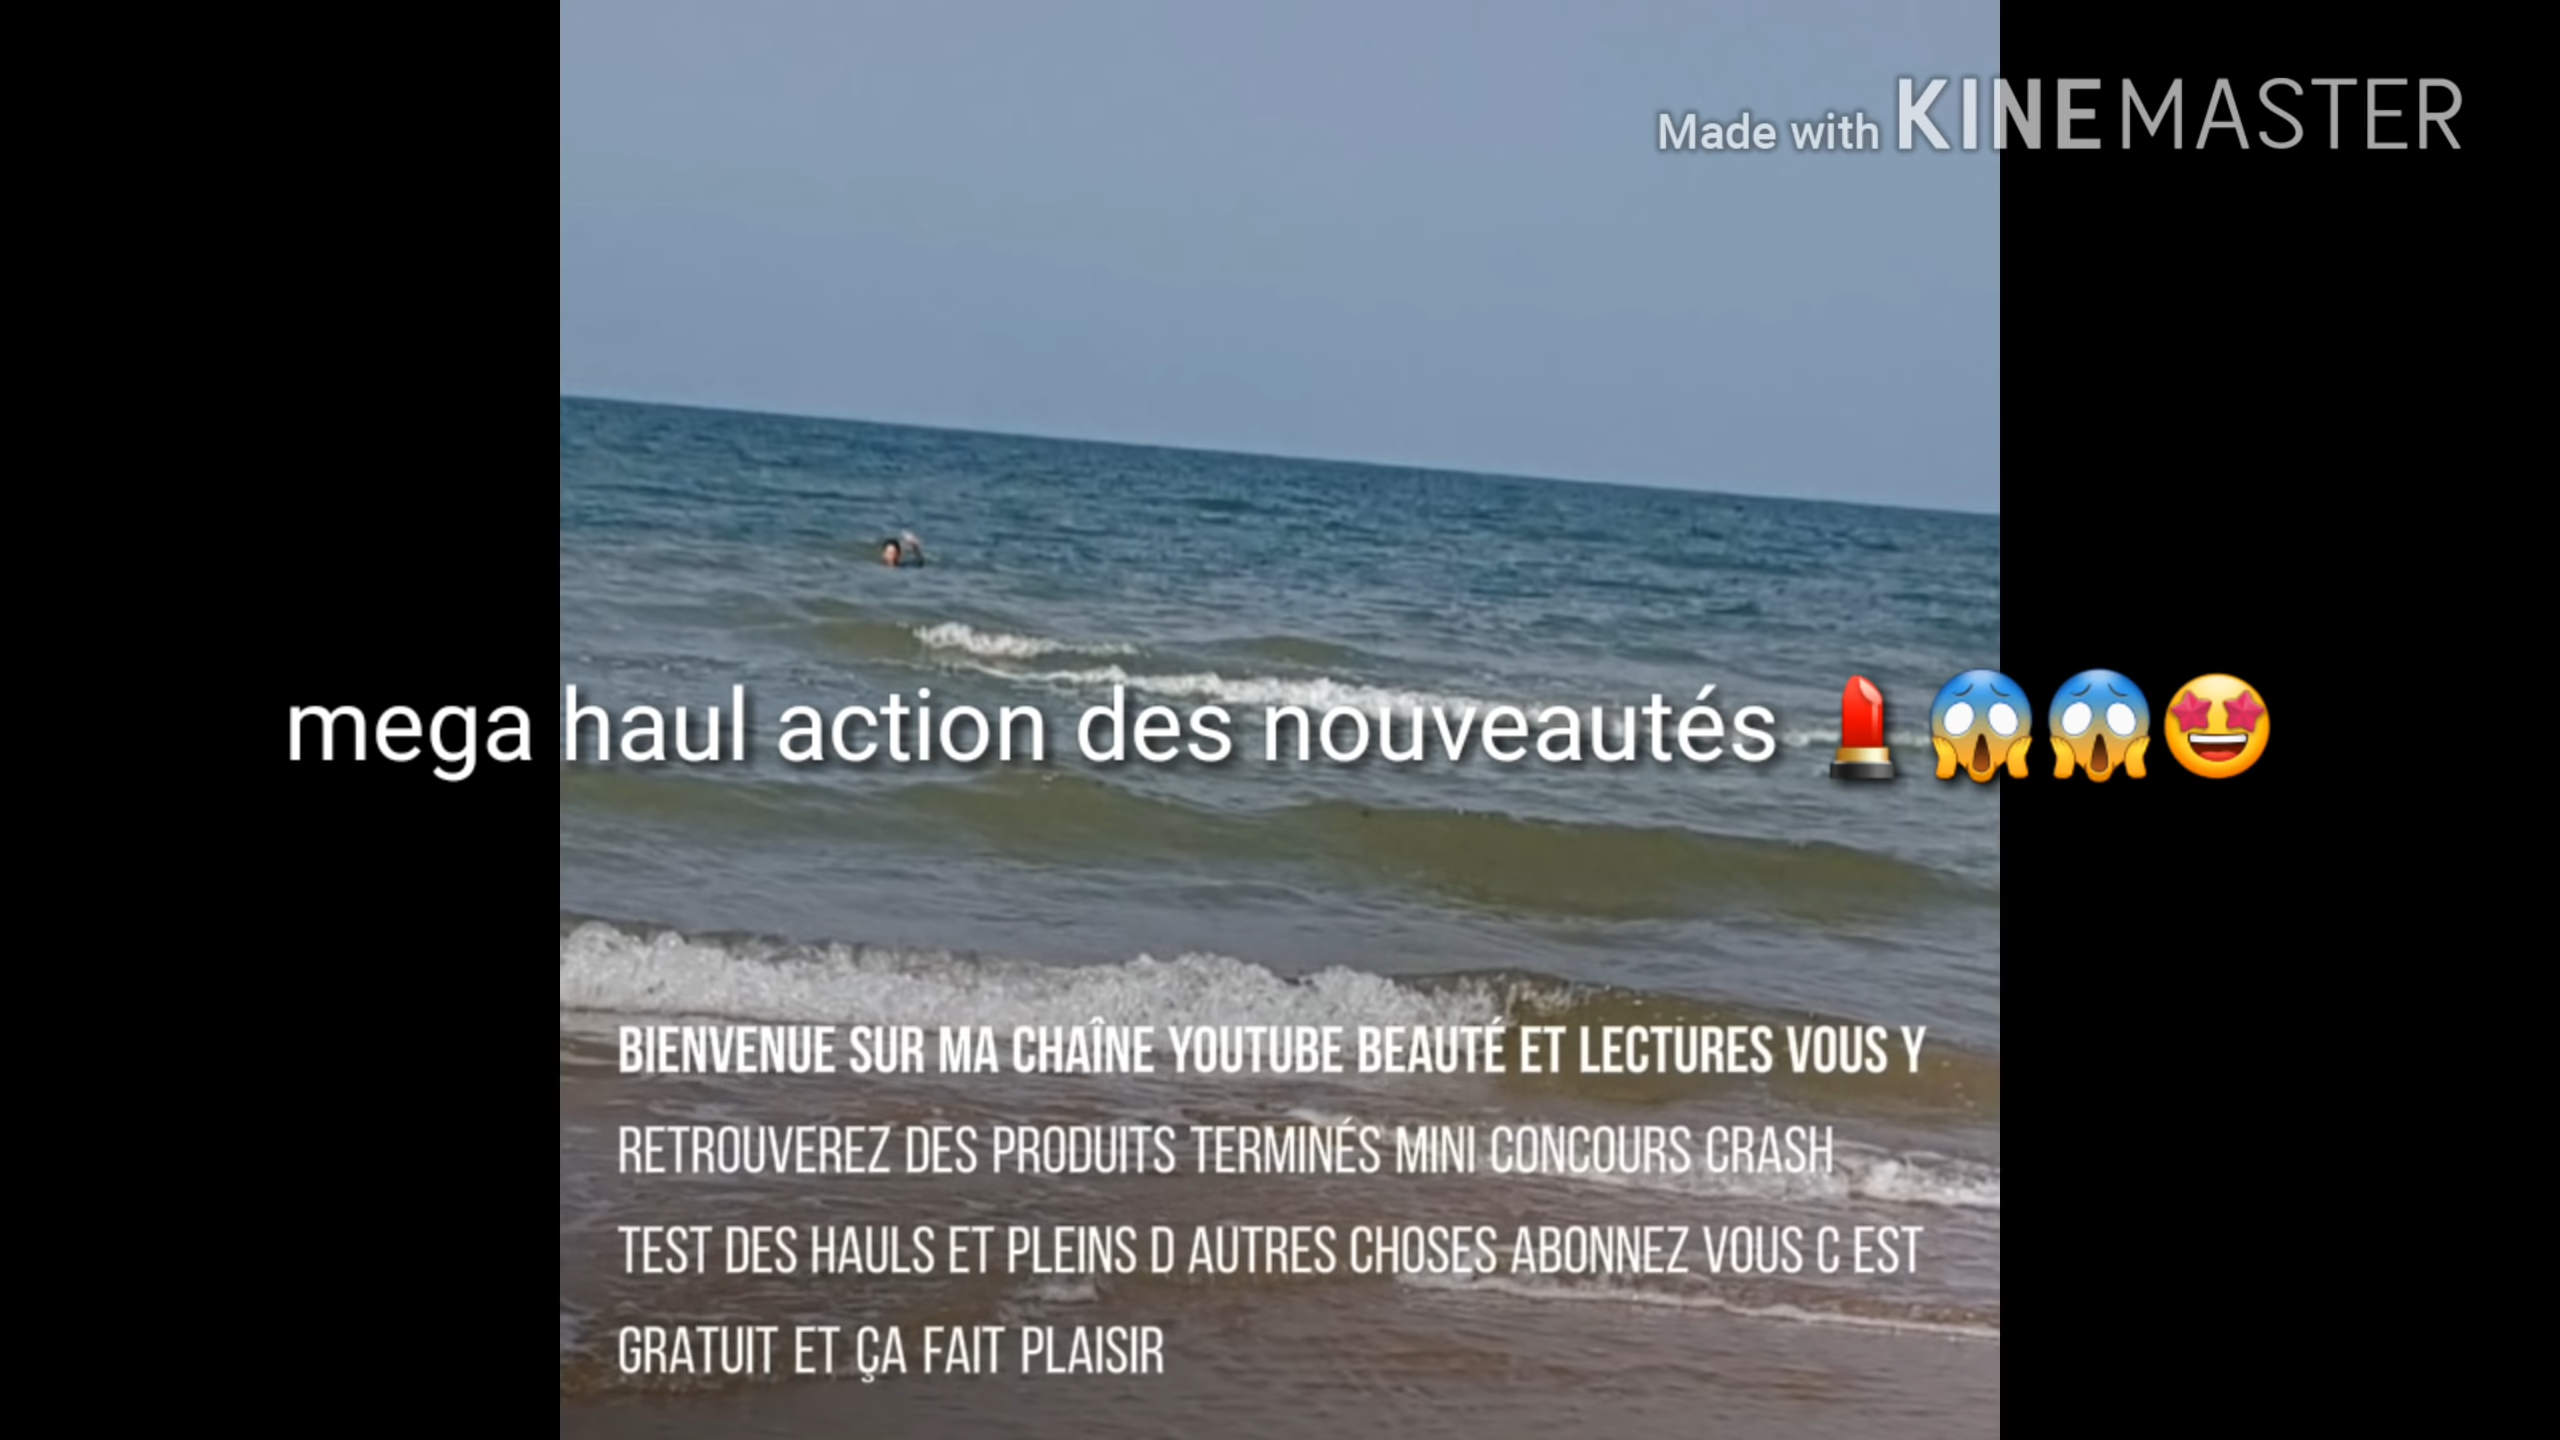 Made with KINEMASTER
mega haul action des nouveautés 💄😱😱🤩
BIENVENUE SUR MA CHAÎNE YOUTUBE BEAUTÉ ET LECTURES VOUS Y
RETROUVEREZ DES PRODUITS TERMINÉS MINI CONCOURS CRASH
TEST DES HAULS ET PLEINS D AUTRES CHOSES ABONNEZ VOUS C EST
GRATUIT ET ÇA FAIT PLAISIR